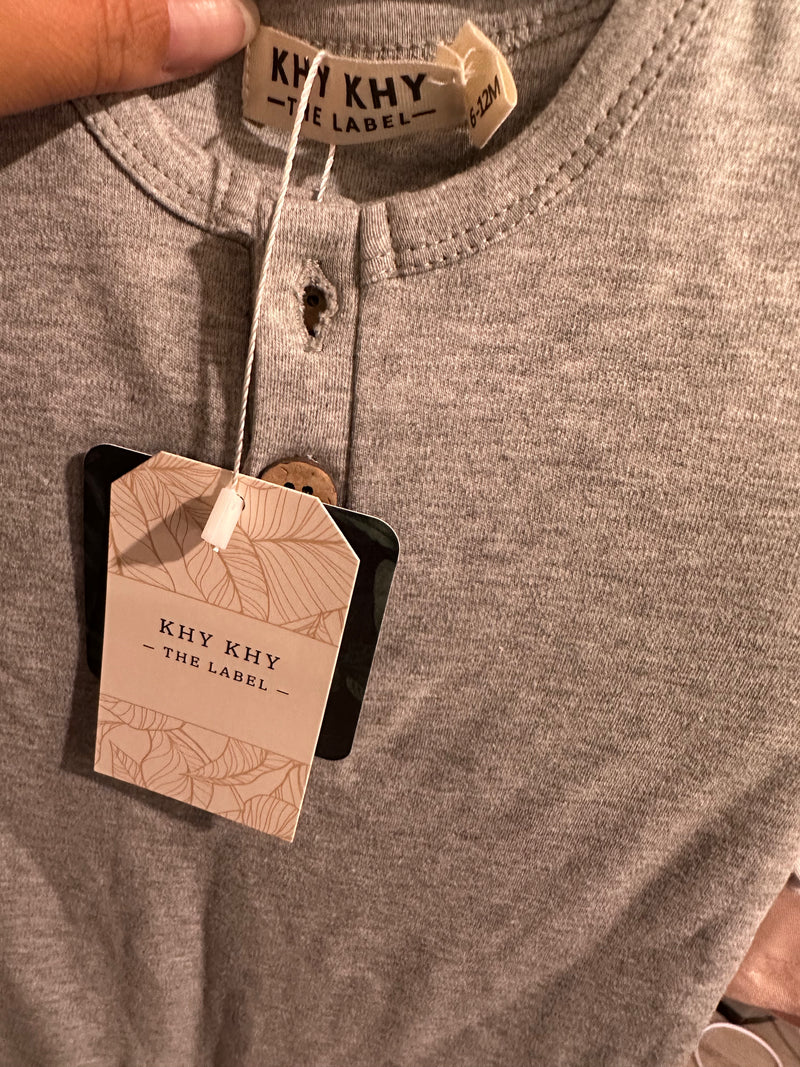 KHY KHY
—THE LABEL—
6-12M
KHY KHY
— THE LABEL —